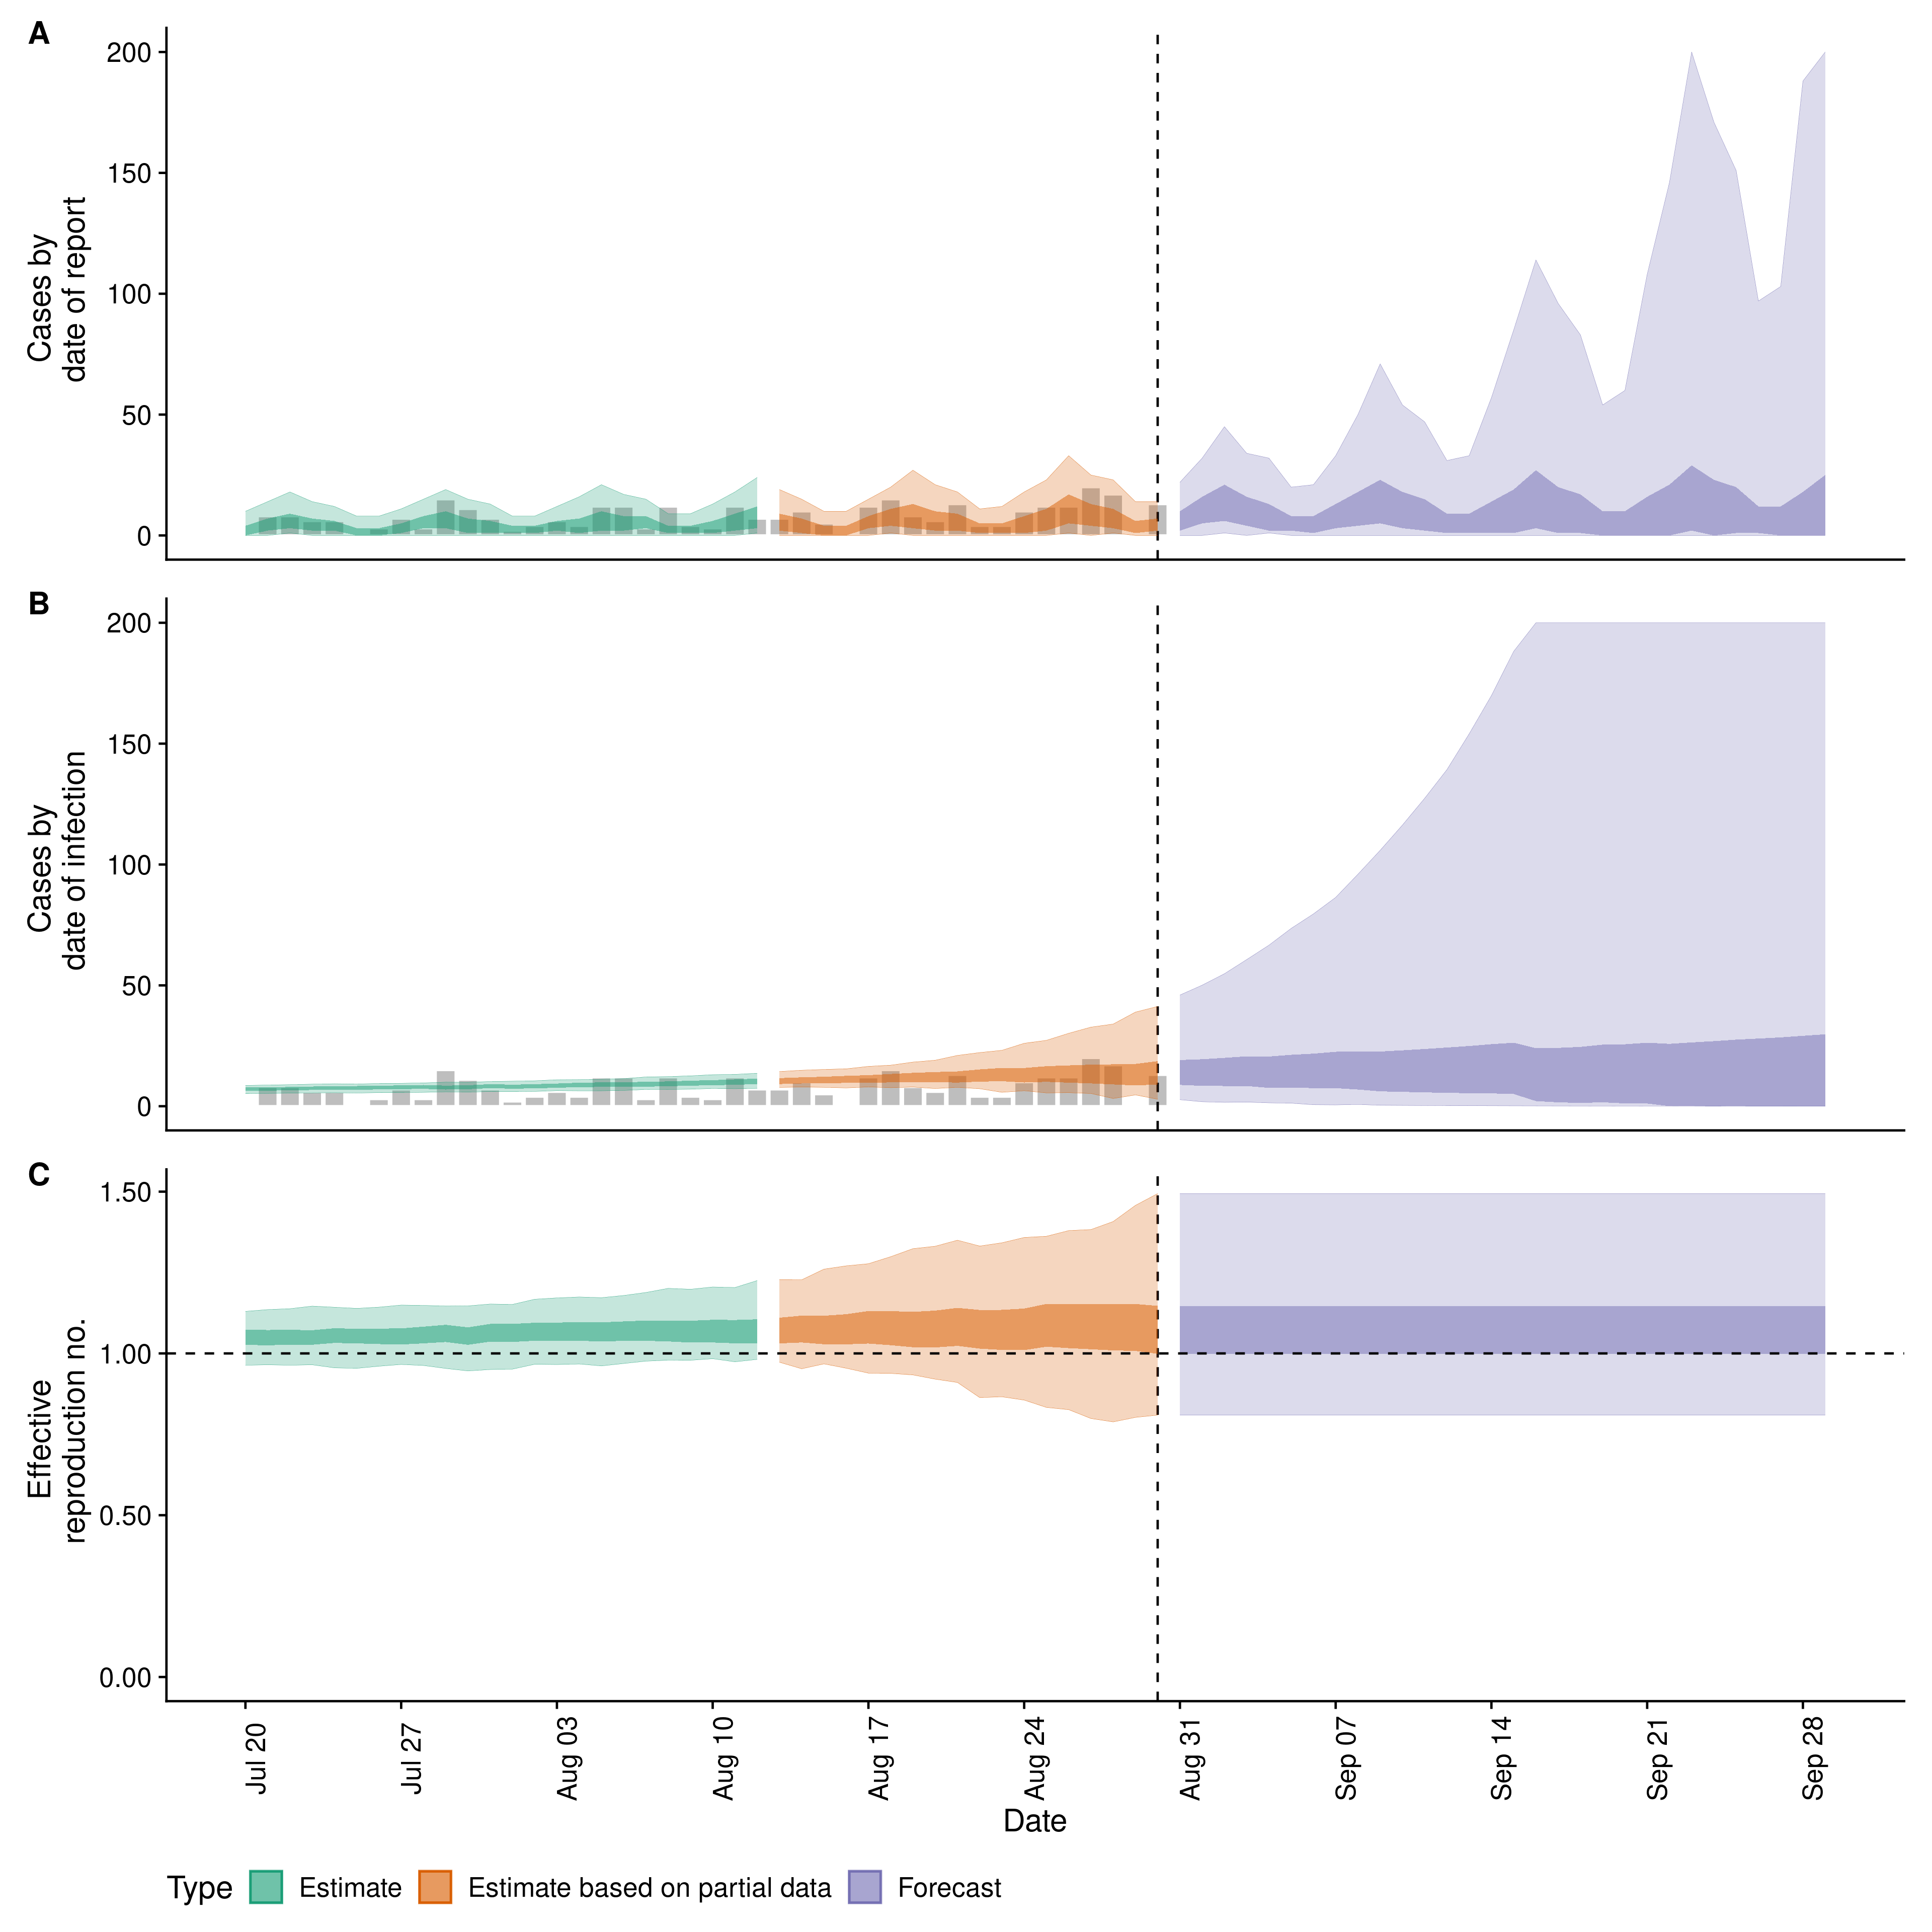 A
Cases by
date of report
200
150
100
50
0
B
Cases by
date of infection
200
150
100
50
0
C
Effective
reproduction no.
1.50
1.00
0.50
0.00
Jul 20
Jul 27
Aug 03
Aug 10
Aug 17
Aug 24
Aug 31
Sep 07
Sep 14
Sep 21
Sep 28
Date
Type Estimate Estimate based on partial data Forecast